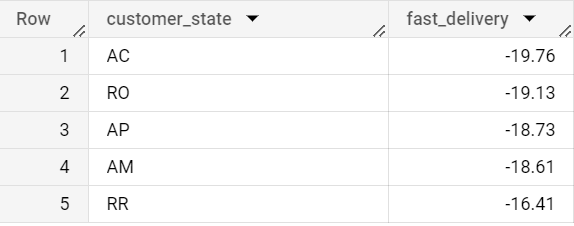 Row customer_state fast_delivery
1 AC -19.76
2 RO -19.13
3 AP -18.73
4 AM -18.61
5 RR -16.41